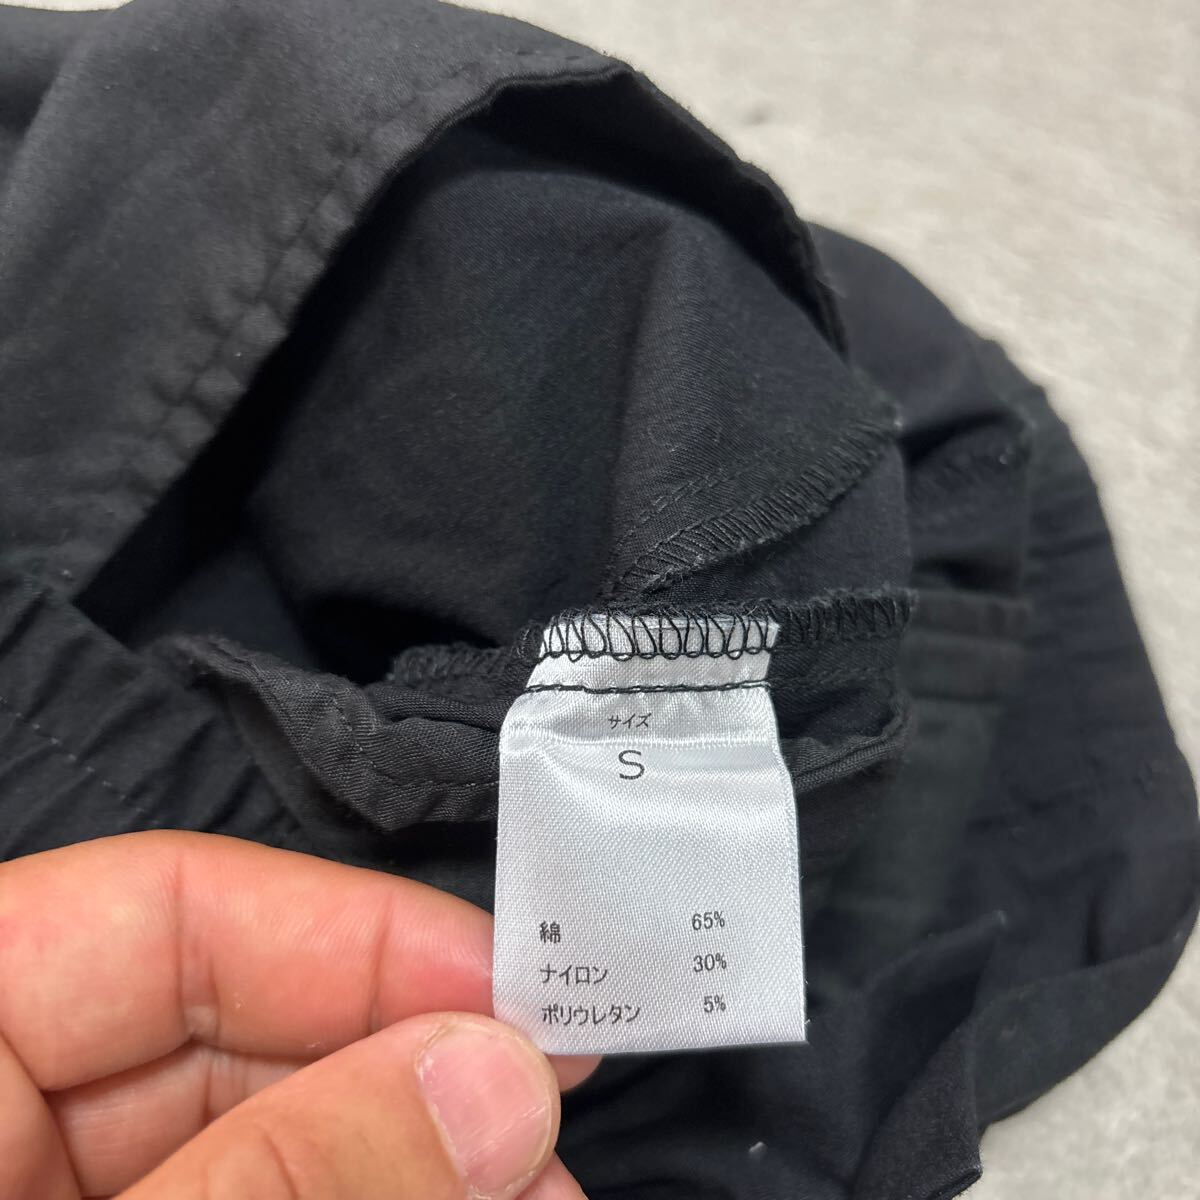 サイズ
S
綿 65%
ナイロン 30%
ポリウレタン 5%